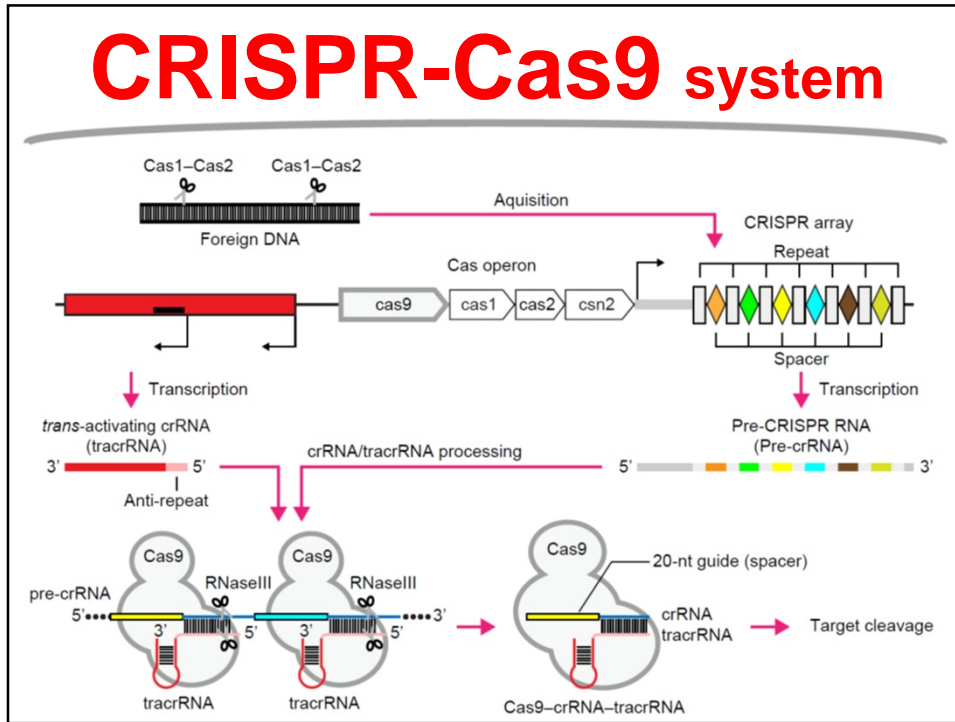 CRISPR-Cas9 system
Cas1–Cas2
Cas1–Cas2
Foreign DNA
Aquisition
CRISPR array
Repeat
Cas operon
cas9
cas1
cas2
csn2
Spacer
Transcription
Transcription
trans-activating crRNA
(tracrRNA)
3’
5’
Anti-repeat
crRNA/tracrRNA processing
Pre-CRISPR RNA
(Pre-crRNA)
5’
3’
Cas9
Cas9
RNaseIII
RNaseIII
pre-crRNA
5’
3’
5’
3’
5’
3’
tracrRNA
tracrRNA
Cas9
20-nt guide (spacer)
crRNA
tracrRNA
Cas9–crRNA–tracrRNA
Target cleavage